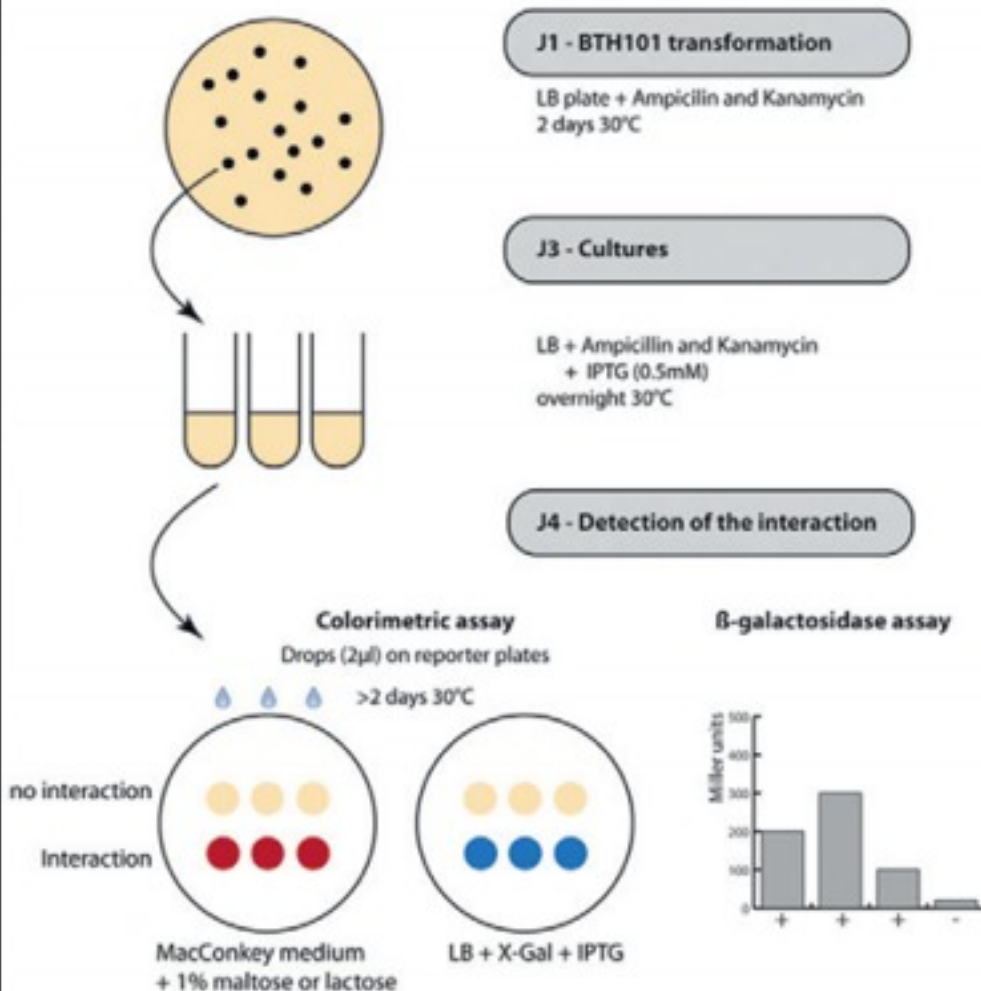 J1 - BTH101 transformation
LB plate + Ampicilin and Kanamycin
2 days 30°C
J3 - Cultures
LB + Ampicillin and Kanamycin
+ IPTG (0.5mM)
overnight 30°C
J4 - Detection of the interaction
Colorimetric assay
Drops (2µl) on reporter plates
>2 days 30°C
no interaction
Interaction
MacConkey medium
+ 1% maltose or lactose
LB + X-Gal + IPTG
ß-galactosidase assay
Miller units
500
400
300
200
100
0
+ + + -